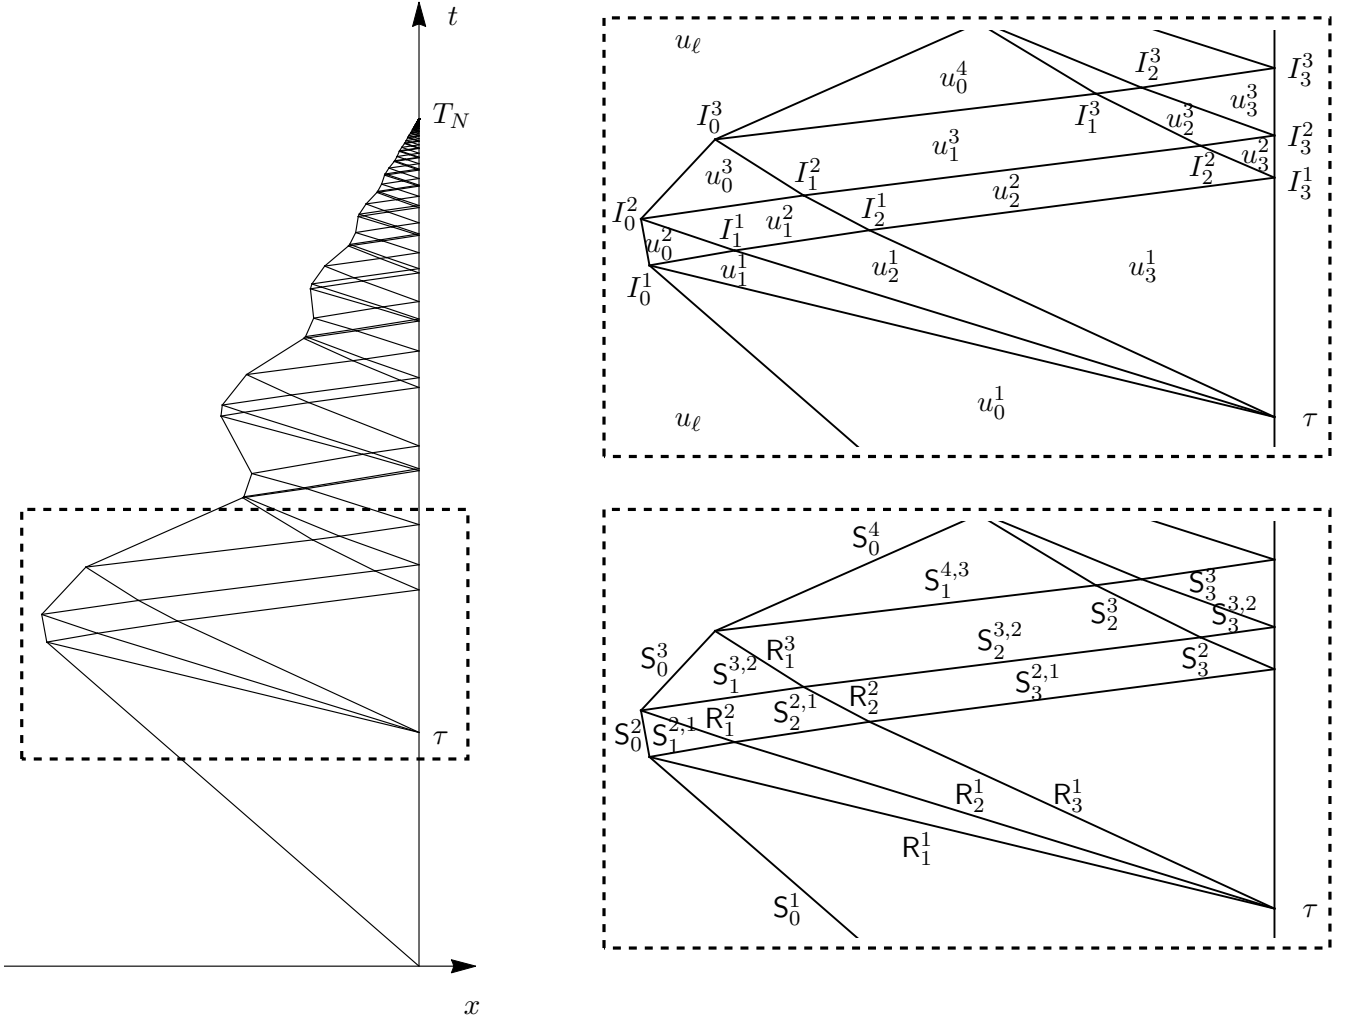 t
T_N
τ
x
u_ℓ
u_0^4
I_2^3
I_3^3
I_0^3
I_1^3
u_2^3
u_3^3
u_1^3
I_3^2
u_0^3
I_1^2
u_2^2
I_2^2
u_3^2
I_3^1
I_0^2
u_0^2
I_1^1
u_1^2
I_2^1
I_0^1
u_1^1
u_2^1
u_3^1
u_ℓ
u_0^1
τ
S_0^4
S_1^{4,3}
S_3^3
S_2^3
S_3^{3,2}
S_0^3
R_1^3
S_2^{3,2}
S_1^{3,2}
S_3^2
S_3^{2,1}
S_0^2
S_1^{2,1}
R_1^2
S_2^{2,1}
R_2^2
R_2^1
R_3^1
R_1^1
S_0^1
τ